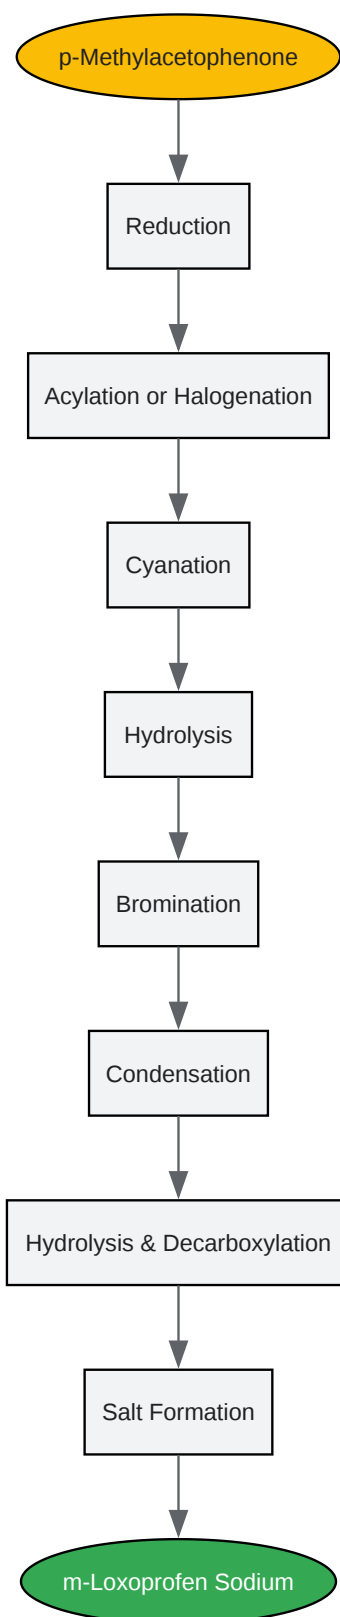 p-Methylacetophenone
Reduction
Acylation or Halogenation
Cyanation
Hydrolysis
Bromination
Condensation
Hydrolysis & Decarboxylation
Salt Formation
m-Loxoprofen Sodium